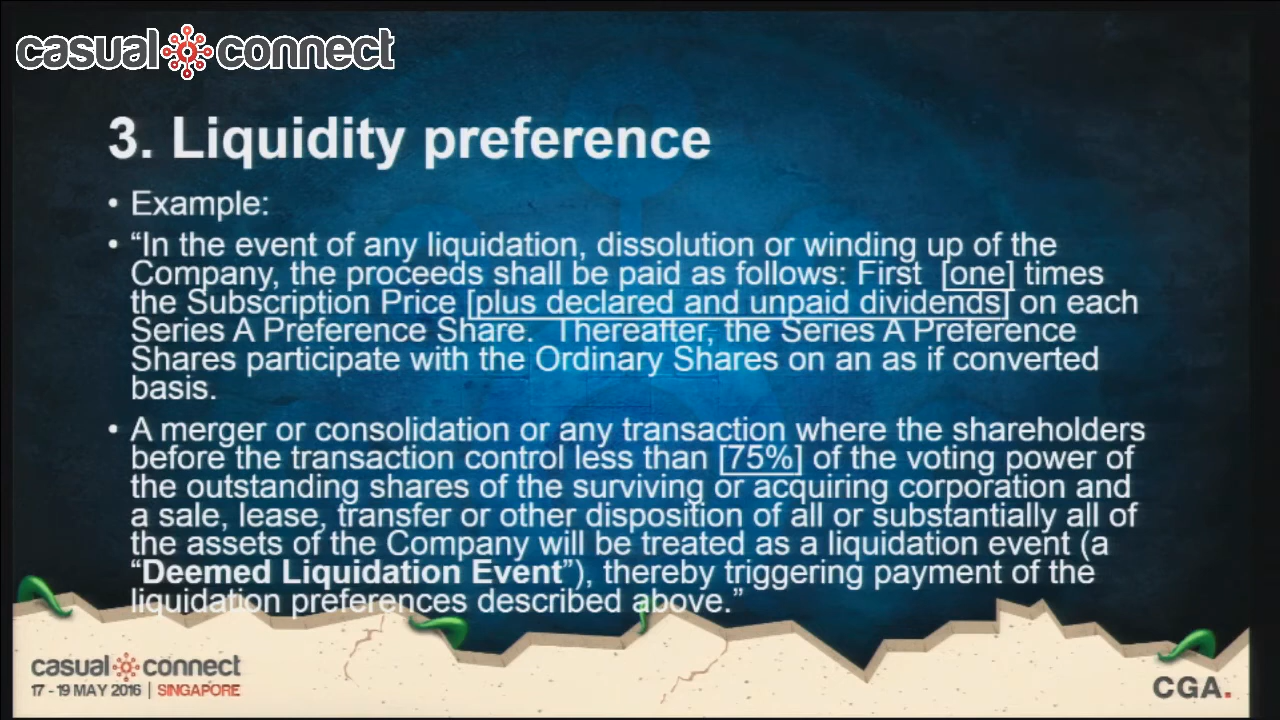 casual connect
3. Liquidity preference
• Example:
• “In the event of any liquidation, dissolution or winding up of the
Company, the proceeds shall be paid as follows: First [one] times
the Subscription Price [plus declared and unpaid dividends] on each
Series A Preference Share. Thereafter, the Series A Preference
Shares participate with the Ordinary Shares on an as if converted
basis.
• A merger or consolidation or any transaction where the shareholders
before the transaction control less than [75%] of the voting power of
the outstanding shares of the surviving or acquiring corporation and
a sale, lease, transfer or other disposition of all or substantially all of
the assets of the Company will be treated as a liquidation event (a
“Deemed Liquidation Event”), thereby triggering payment of the
liquidation preferences described above.”
casual connect
17 - 19 MAY 2016 | SINGAPORE
CGA.